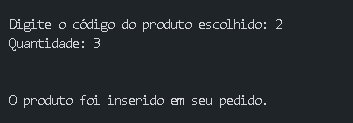 Digite o código do produto escolhido: 2
Quantidade: 3
O produto foi inserido em seu pedido.